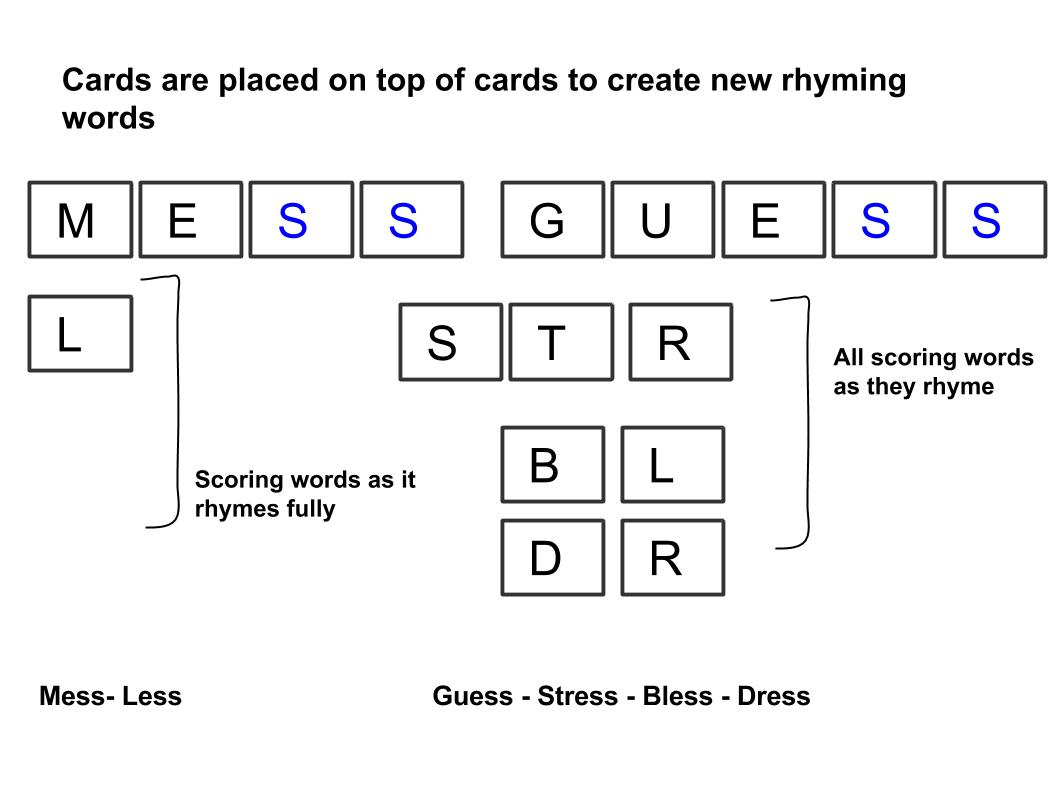 Cards are placed on top of cards to create new rhyming
words
M E S S G U E S S
L
S T R
All scoring words
as they rhyme
B L
Scoring words as it
rhymes fully
D R
Mess- Less
Guess - Stress - Bless - Dress